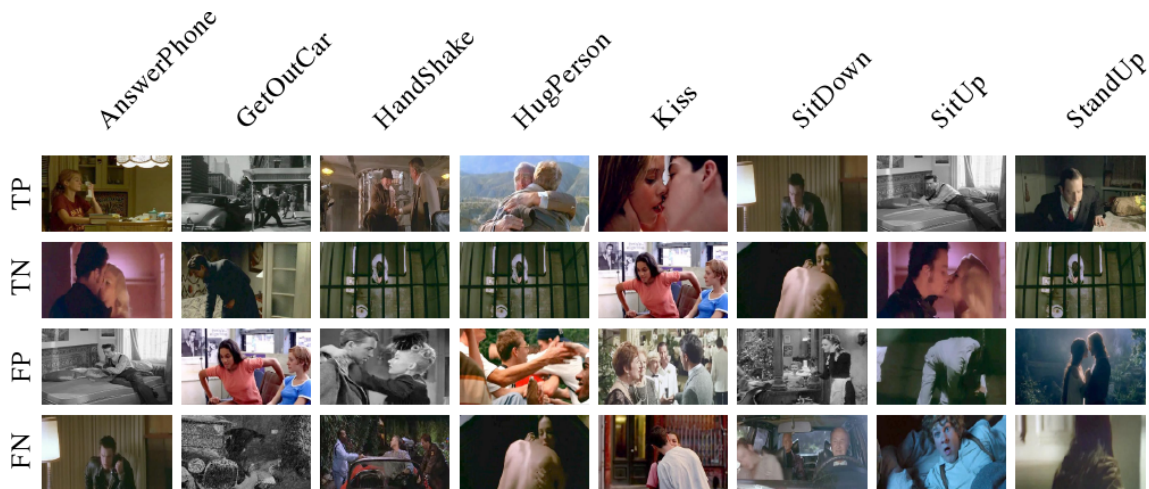 AnswerPhone
GetOutCar
HandShake
HugPerson
Kiss
SitDown
SitUp
StandUp
TP
TN
FP
FN